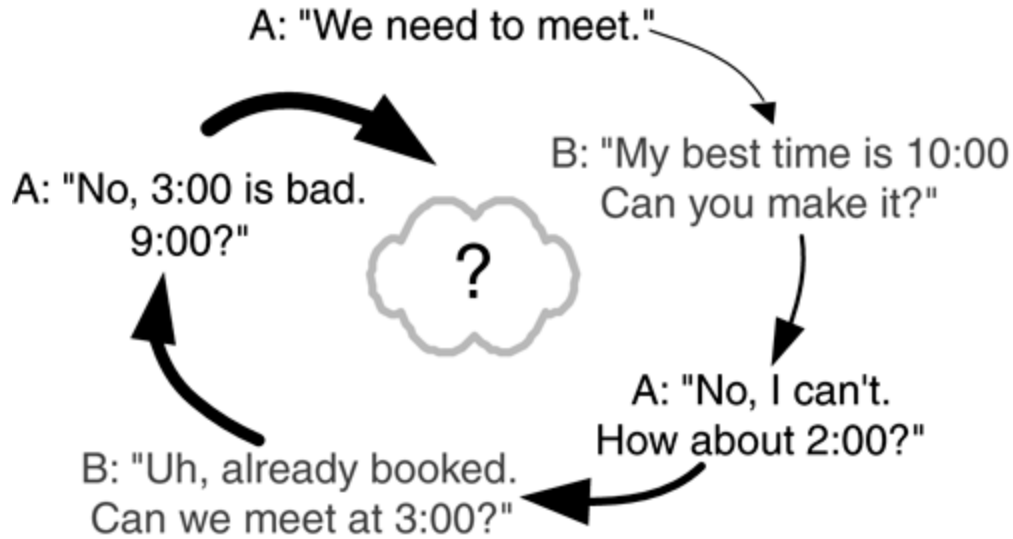 A: "We need to meet."
B: "My best time is 10:00
Can you make it?"
A: "No, I can't.
How about 2:00?"
B: "Uh, already booked.
Can we meet at 3:00?"
A: "No, 3:00 is bad.
9:00?"
?